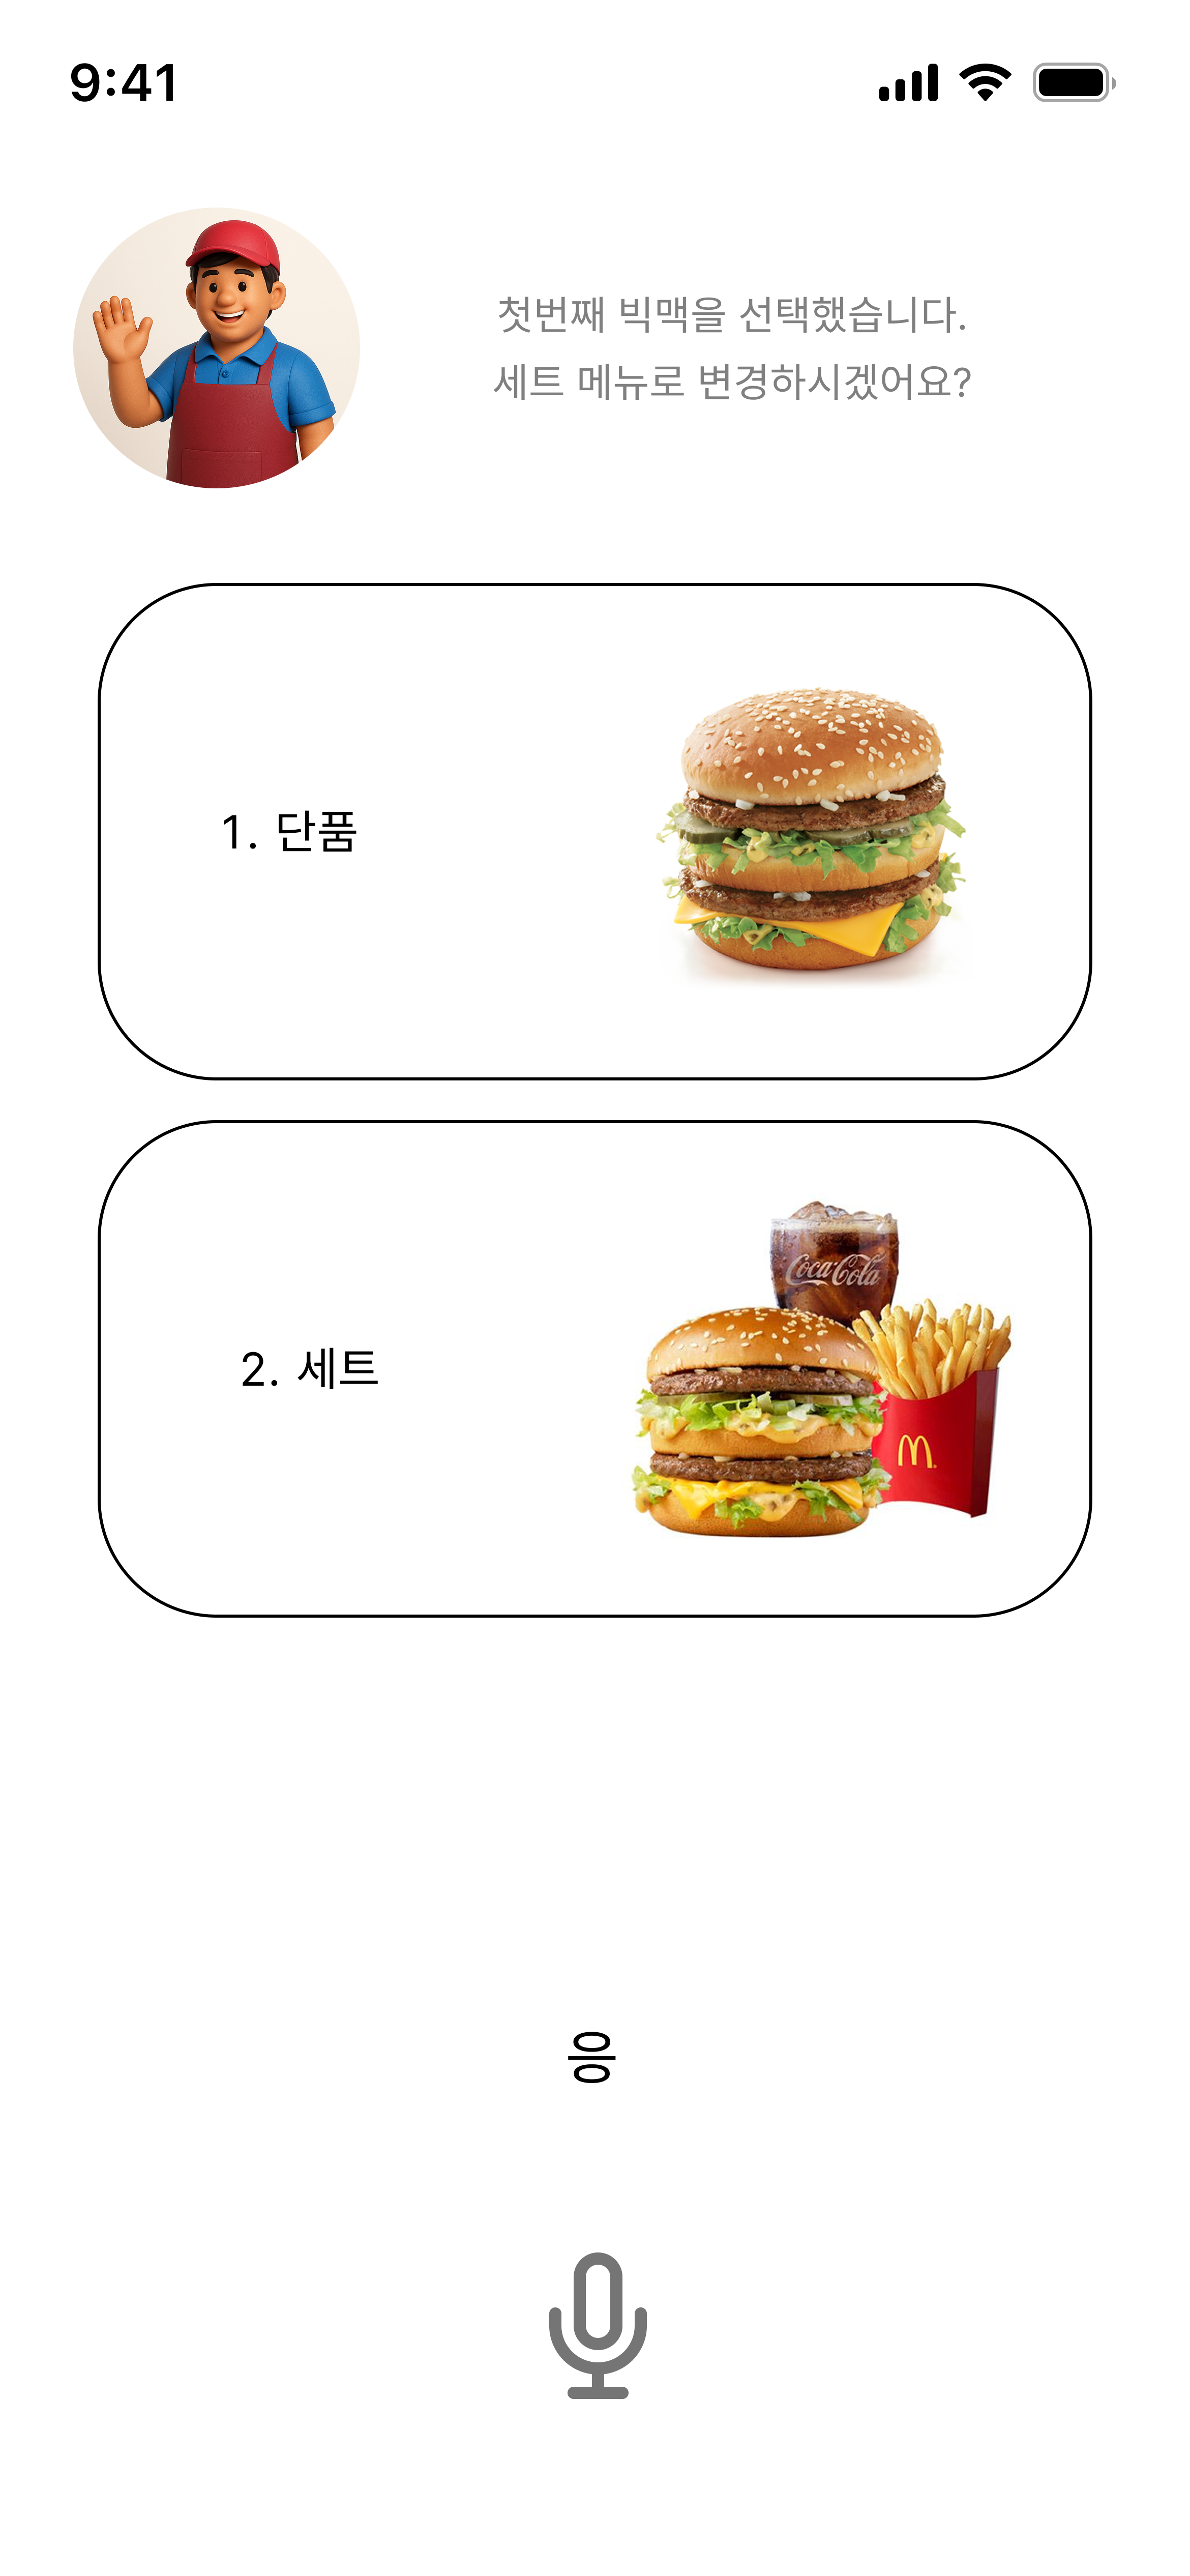 9:41
첫번째 빅맥을 선택했습니다.
세트 메뉴로 변경하시겠어요?
1. 단품
Coca-Cola
2. 세트
m
응